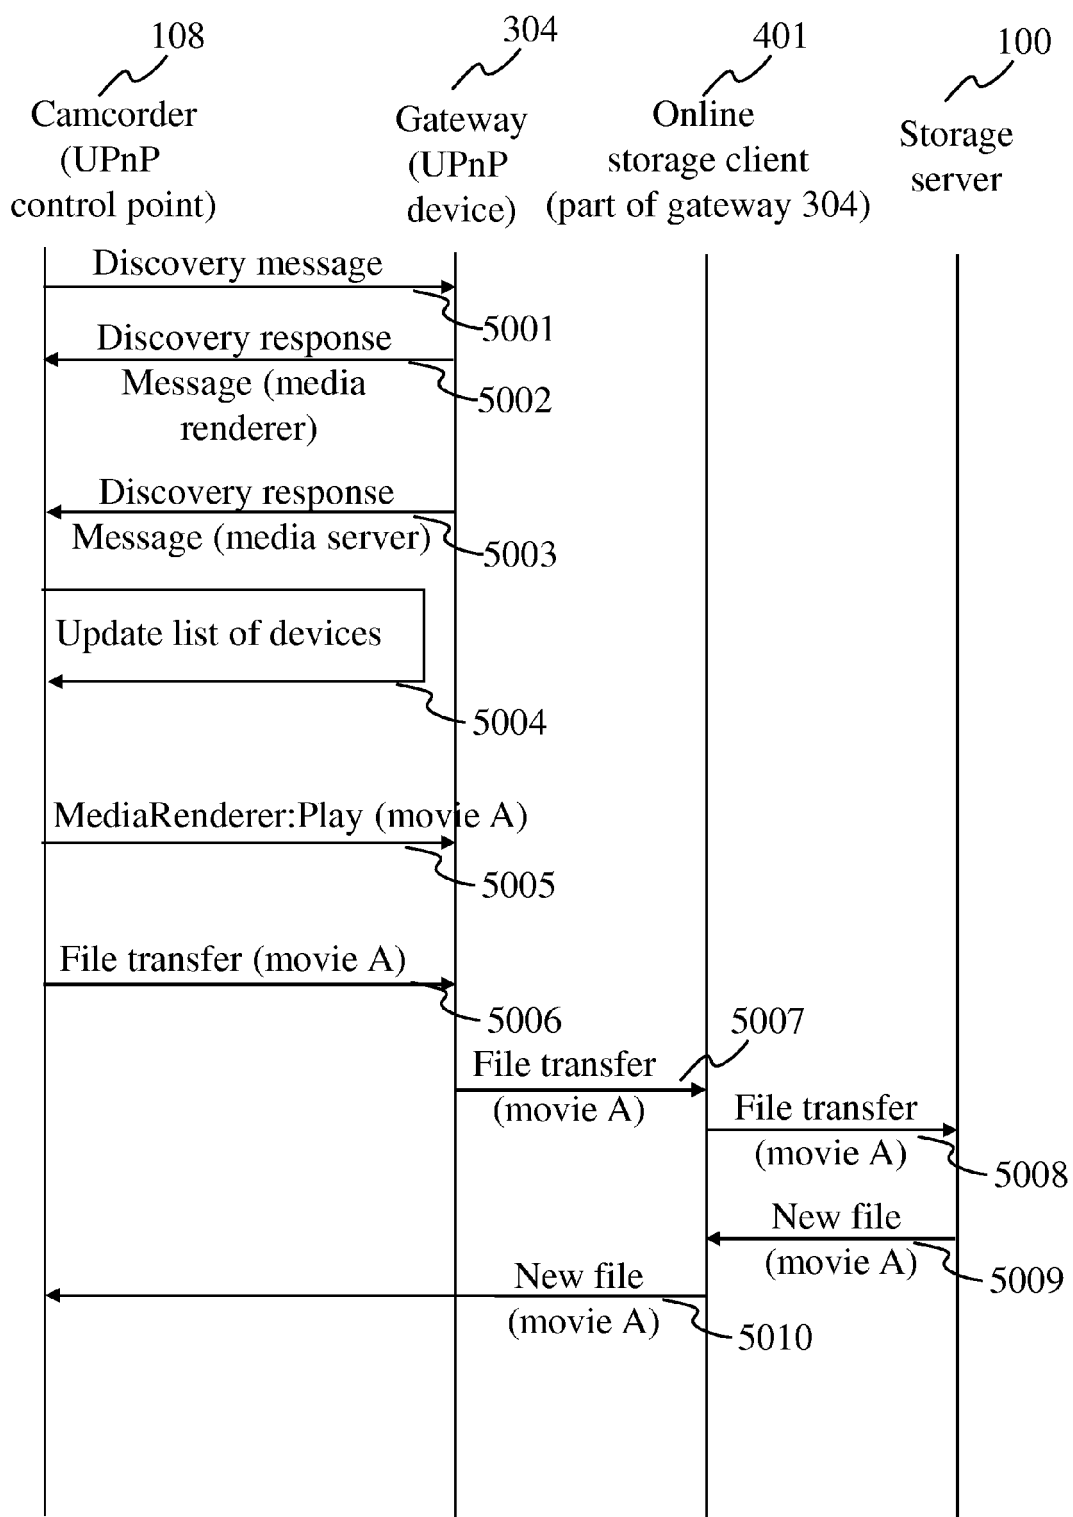 108
304
401
100
Camcorder
(UPnP
control point)
Gateway
(UPnP
device)
Online
storage client
(part of gateway 304)
Storage
server
Discovery message
5001
Discovery response
Message (media
renderer)
5002
Discovery response
Message (media server)
5003
Update list of devices
5004
MediaRenderer:Play (movie A)
5005
File transfer (movie A)
5006
5007
File transfer
(movie A)
File transfer
(movie A)
5008
New file
(movie A)
5009
New file
(movie A)
5010